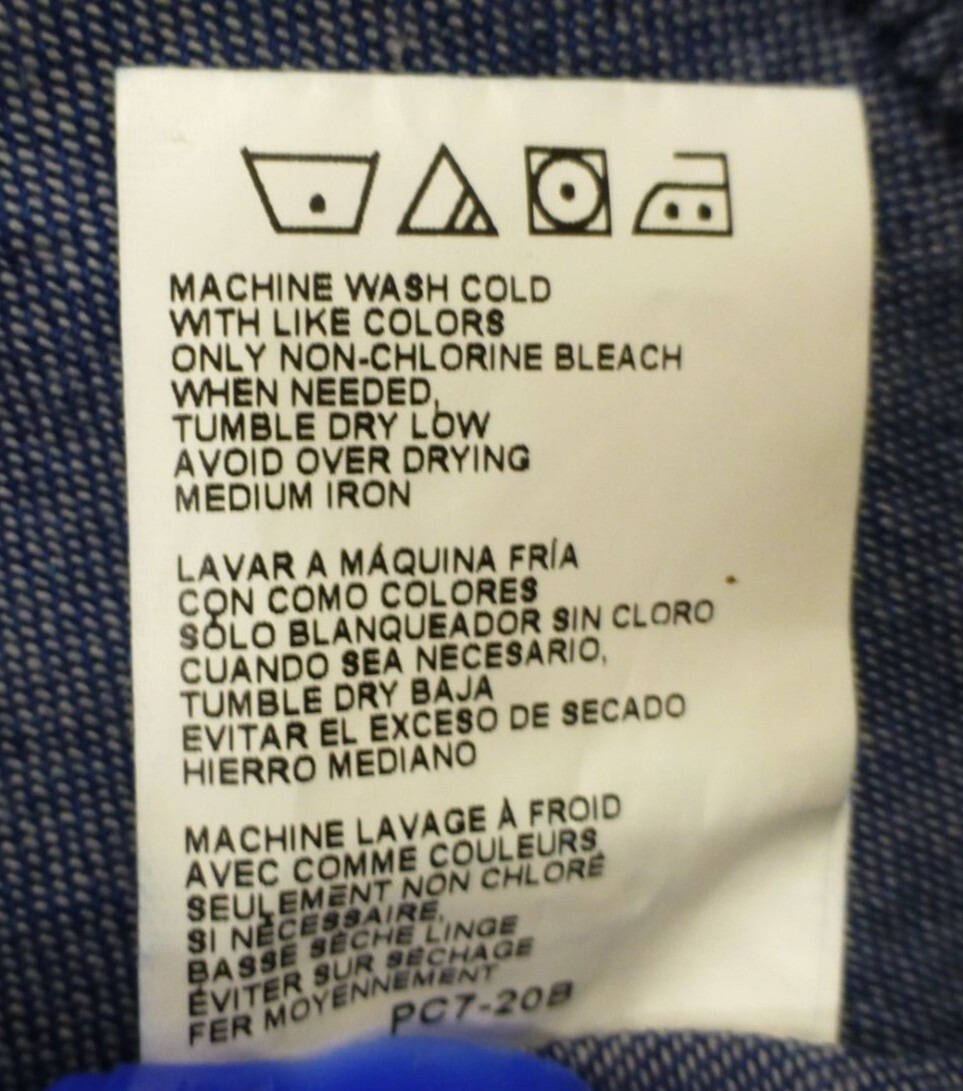 MACHINE WASH COLD
WITH LIKE COLORS
ONLY NON-CHLORINE BLEACH
WHEN NEEDED,
TUMBLE DRY LOW
AVOID OVER DRYING
MEDIUM IRON
LAVAR A MÁQUINA FRÍA
CON COMO COLORES
SÓLO BLANQUEADOR SIN CLORO
CUANDO SEA NECESARIO,
TUMBLE DRY BAJA
EVITAR EL EXCESO DE SECADO
HIERRO MEDIANO
MACHINE LAVAGE À FROID
AVEC COMME COULEURS,
SEULEMENT NON CHLORÉ
SI NÉCESSAIRE,
BASSE SÉCHE LINGE
ÉVITER SUR SÉCHAGE
FER MOYENNEMENT
PC7-20B